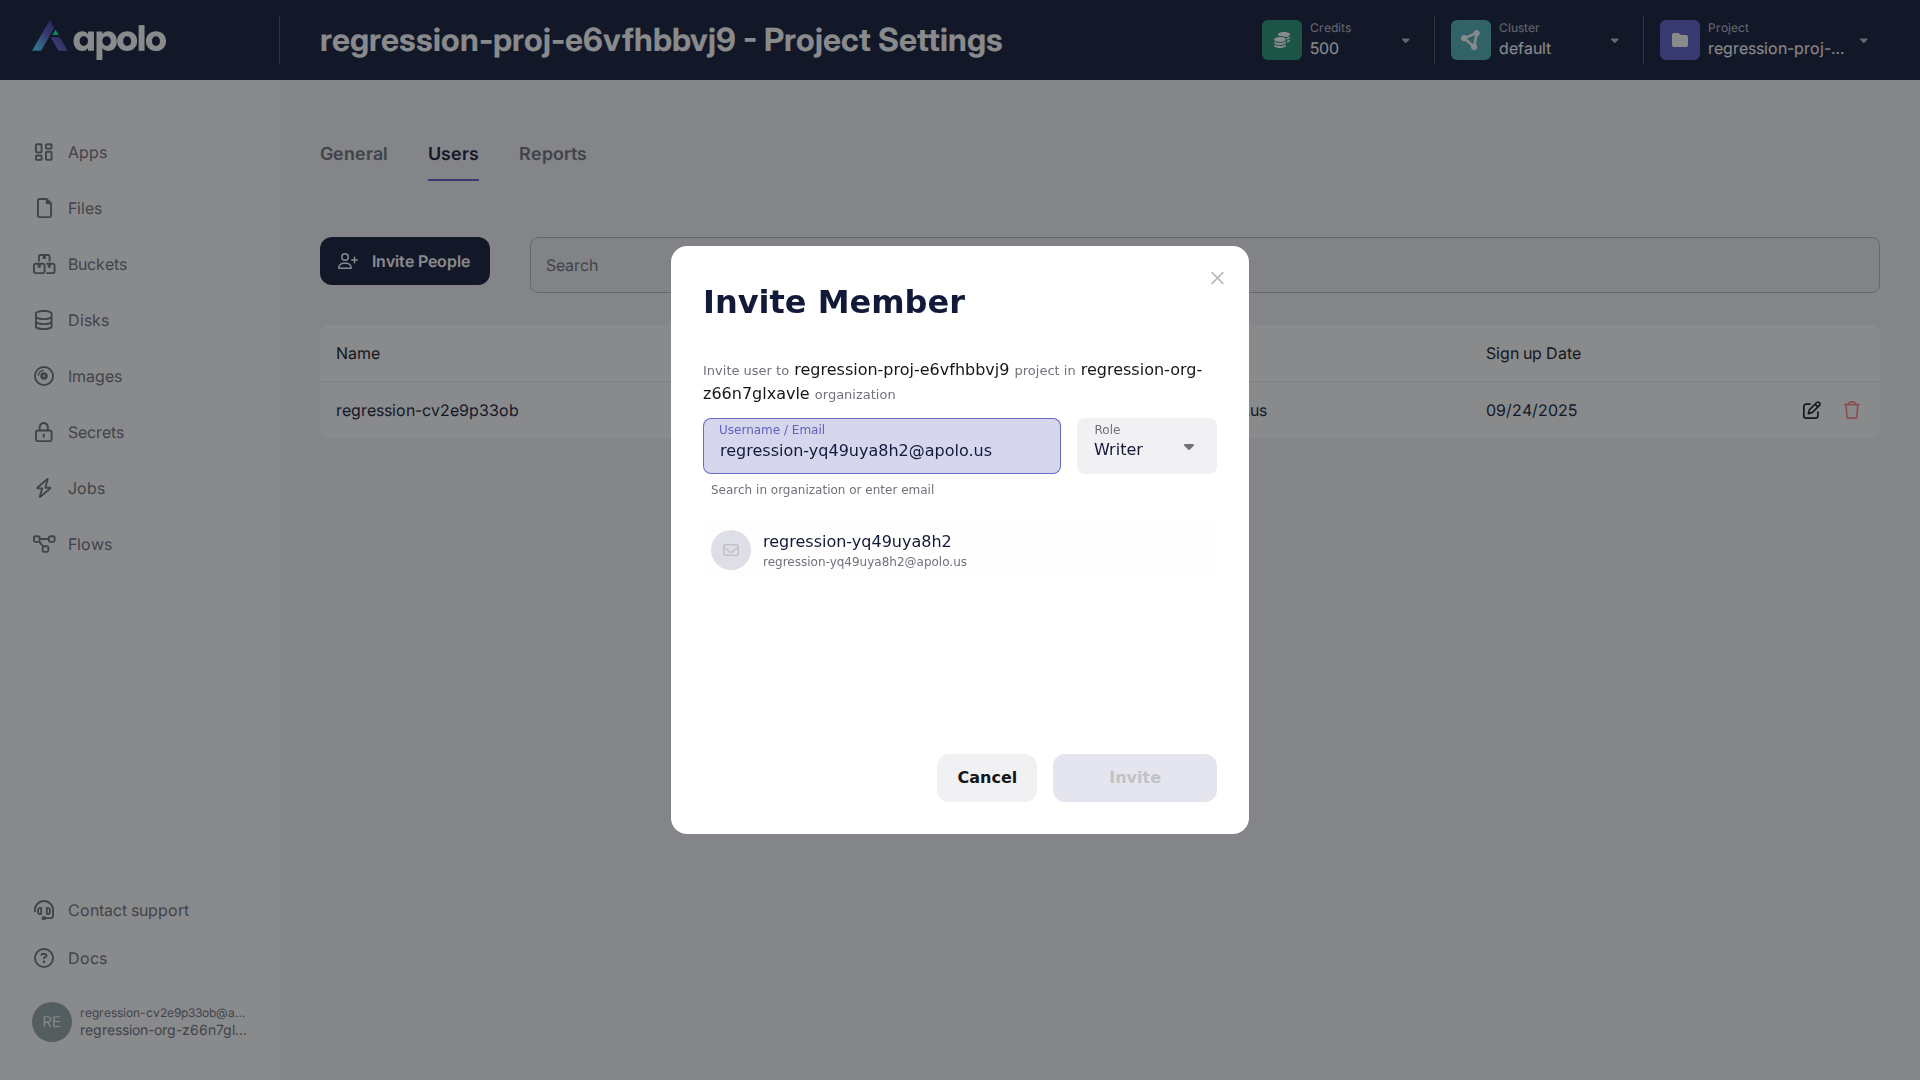 apolo
regression-proj-e6vfhbbvj9 - Project Settings
Credits
500
Cluster
default
Project
regression-proj-...
Apps
Files
Buckets
Disks
Images
Secrets
Jobs
Flows
Contact support
Docs
RE
regression-cv2e9p33ob@a...
regression-org-z66n7gl...
General
Users
Reports
Invite People
Search
Name
Sign up Date
regression-cv2e9p33ob
us
09/24/2025
Invite Member
Invite user to regression-proj-e6vfhbbvj9 project in regression-org-
z66n7glxavle organization
Username / Email
regression-yq49uya8h2@apolo.us
Role
Writer
Search in organization or enter email
regression-yq49uya8h2
regression-yq49uya8h2@apolo.us
Cancel
Invite